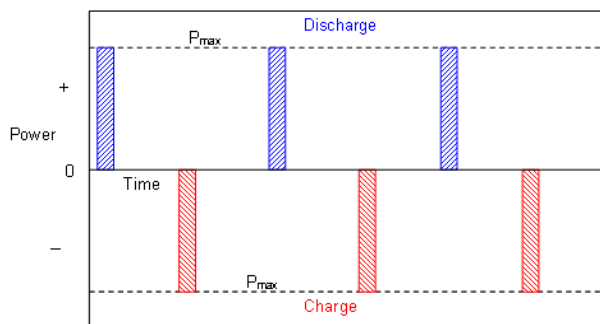 Discharge
Pmax
+
Power
0
Time
–
Pmax
Charge